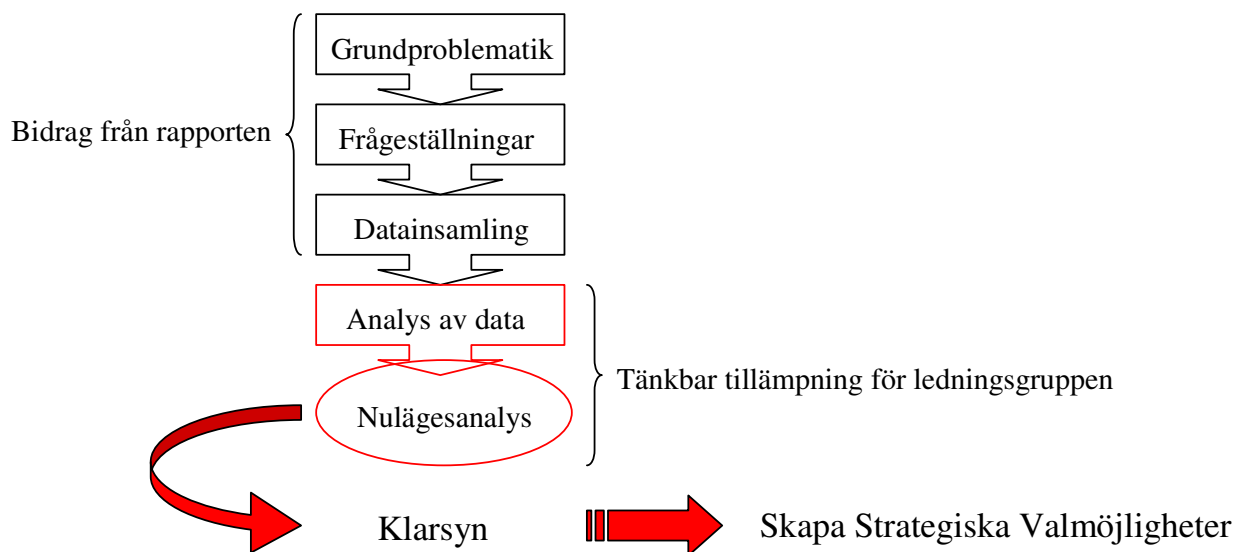 Grundproblematik
Bidrag från rapporten
Frågeställningar
Datainsamling
Analys av data
Tänkbar tillämpning för ledningsgruppen
Nulägesanalys
Klarsyn
Skapa Strategiska Valmöjligheter